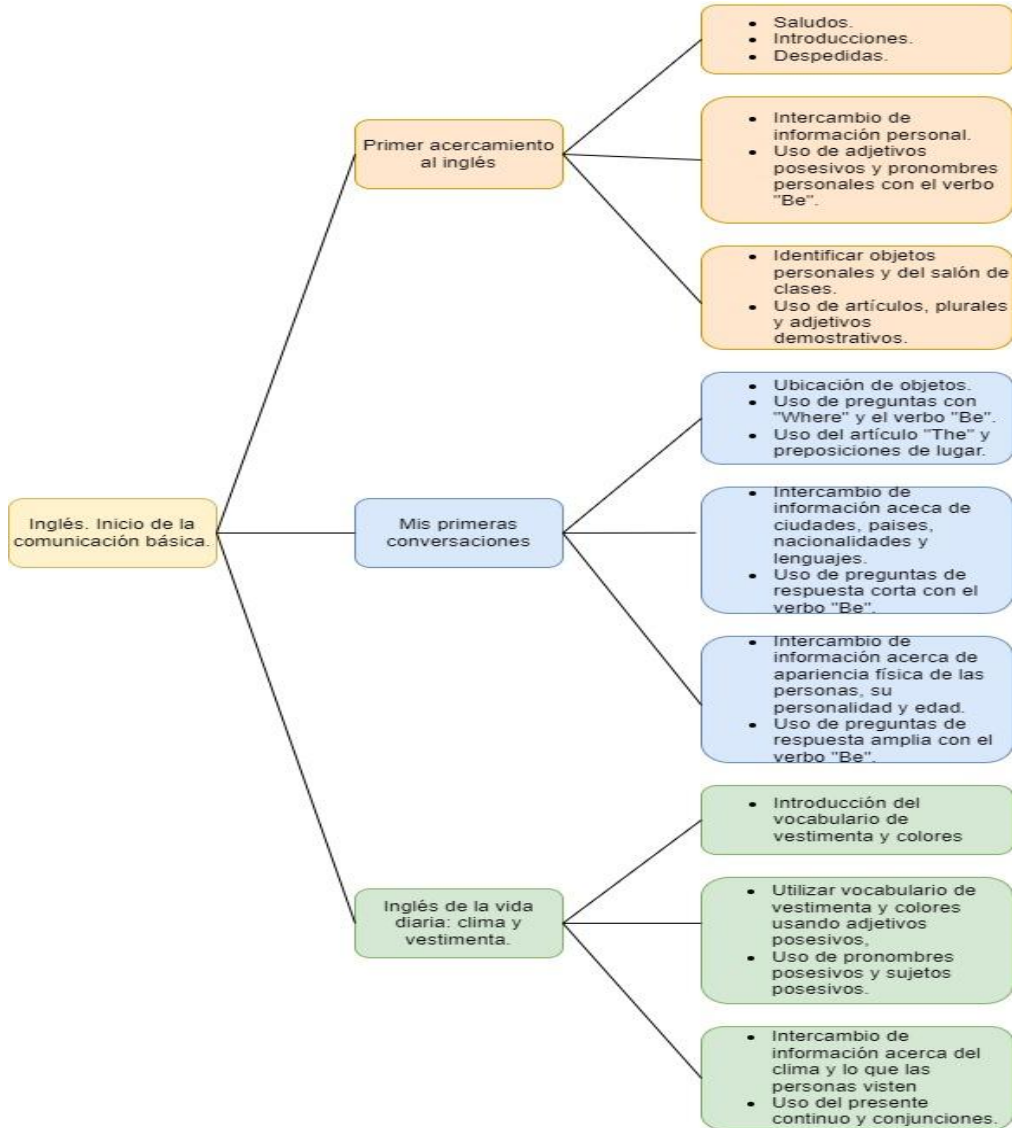 Inglés. Inicio de la
comunicación básica.
Primer acercamiento
al inglés
• Saludos.
• Introducciones.
• Despedidas.
• Intercambio de
información personal.
• Uso de adjetivos
posesivos y pronombres
personales con el verbo
"Be".
• Identificar objetos
personales y del salón de
clases.
• Uso de artículos, plurales
y adjetivos
demostrativos.
Mis primeras
conversaciones
• Ubicación de objetos.
• Uso de preguntas con
"Where" y el verbo "Be".
• Uso del artículo "The" y
preposiciones de lugar.
• Intercambio de
información aceca de
ciudades, paises,
nacionalidades y
lenguajes.
• Uso de preguntas de
respuesta corta con el
verbo "Be".
• Intercambio de
información acerca de
apariencia física de las
personas, su
personalidad y edad.
• Uso de preguntas de
respuesta amplia con el
verbo "Be".
Inglés de la vida
diaria: clima y
vestimenta.
• Introducción del
vocabulario de
vestimenta y colores
• Utilizar vocabulario de
vestimenta y colores
usando adjetivos
posesivos,
• Uso de pronombres
posesivos y sujetos
posesivos.
• Intercambio de
información acerca del
clima y lo que las
personas visten
• Uso del presente
continuo y conjunciones.